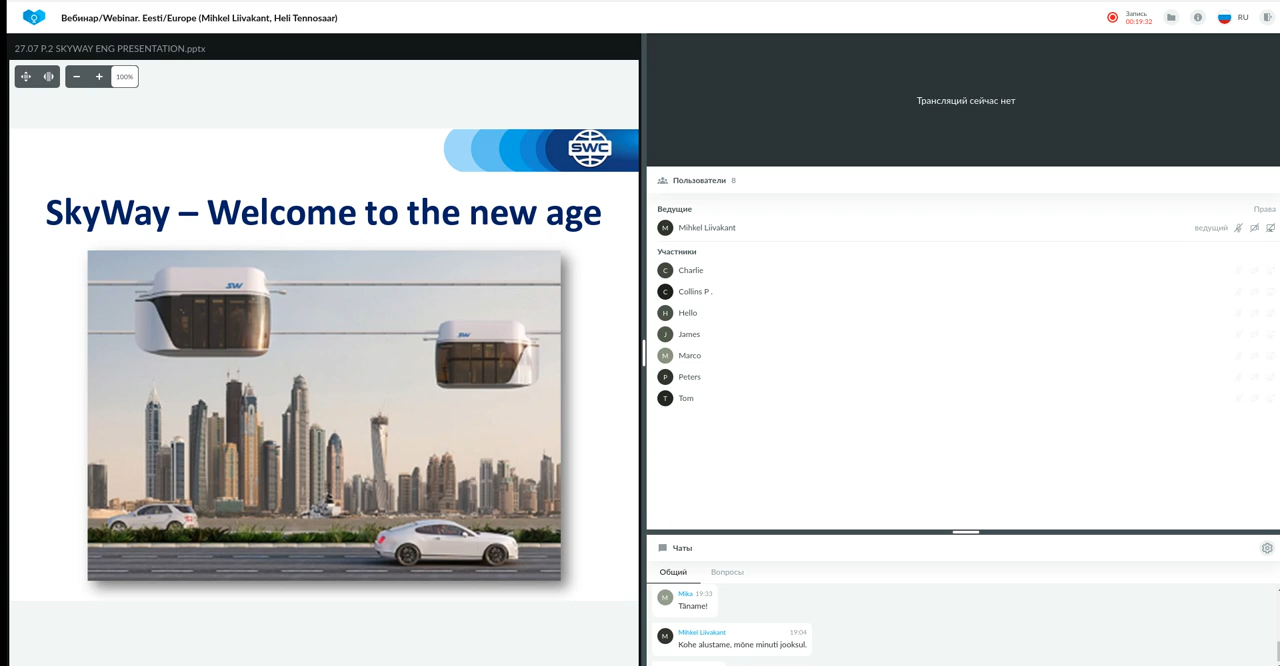 Вебинар/Webinar. Eesti/Europe (Mihkel Liivakant, Heli Tennosaar)
Запись
00:19:32
RU
27.07 P.2 SKYWAY ENG PRESENTATION.pptx
100%
SWC
SkyWay – Welcome to the new age
SW
SW
Трансляций сейчас нет
Пользователи 8
Ведущие Права
M Mihkel Liivakant ведущий
Участники
C Charlie
C Collins P .
H Hello
J James
M Marco
P Peters
T Tom
Чаты
Общий Вопросы
M Mika 19:33
Täname!
M Mihkel Liivakant 19:04
Kohe alustame, mõne minuti jooksul.